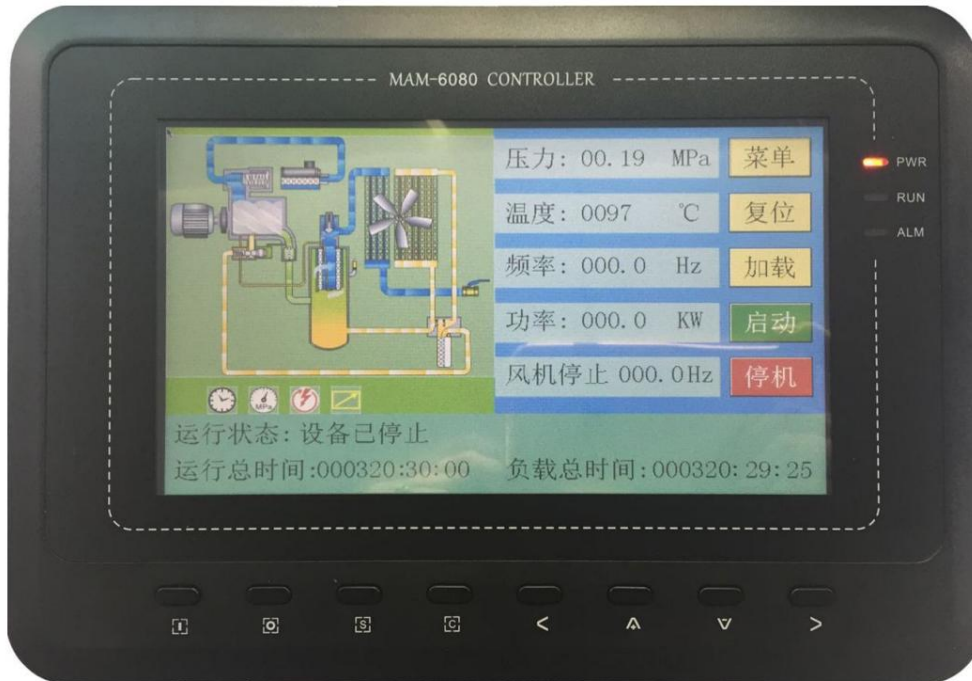 MAM-6080 CONTROLLER
压力: 00.19 MPa 菜单
温度: 0097 ℃ 复位
频率: 000.0 Hz 加载
功率: 000.0 KW 启动
风机停止 000.0Hz 停机
PWR
RUN
ALM
MPa
运行状态: 设备已停止
运行总时间:000320:30:00 负载总时间:000320:29:25
I O S C < ∧ ∨ >